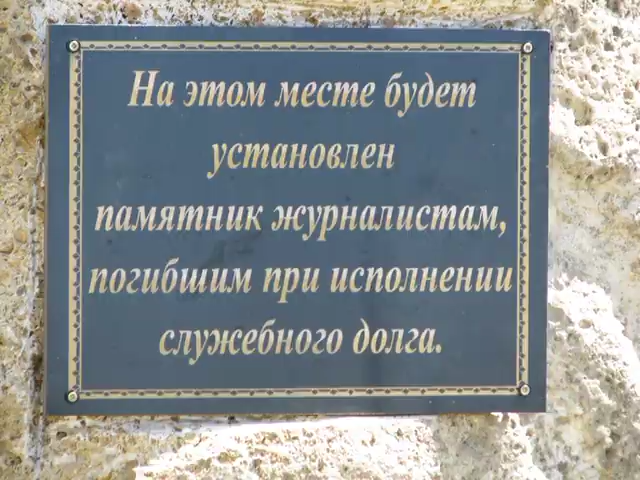 На этом месте будет
установлен
памятник журналистам,
погибшим при исполнении
служебного долга.